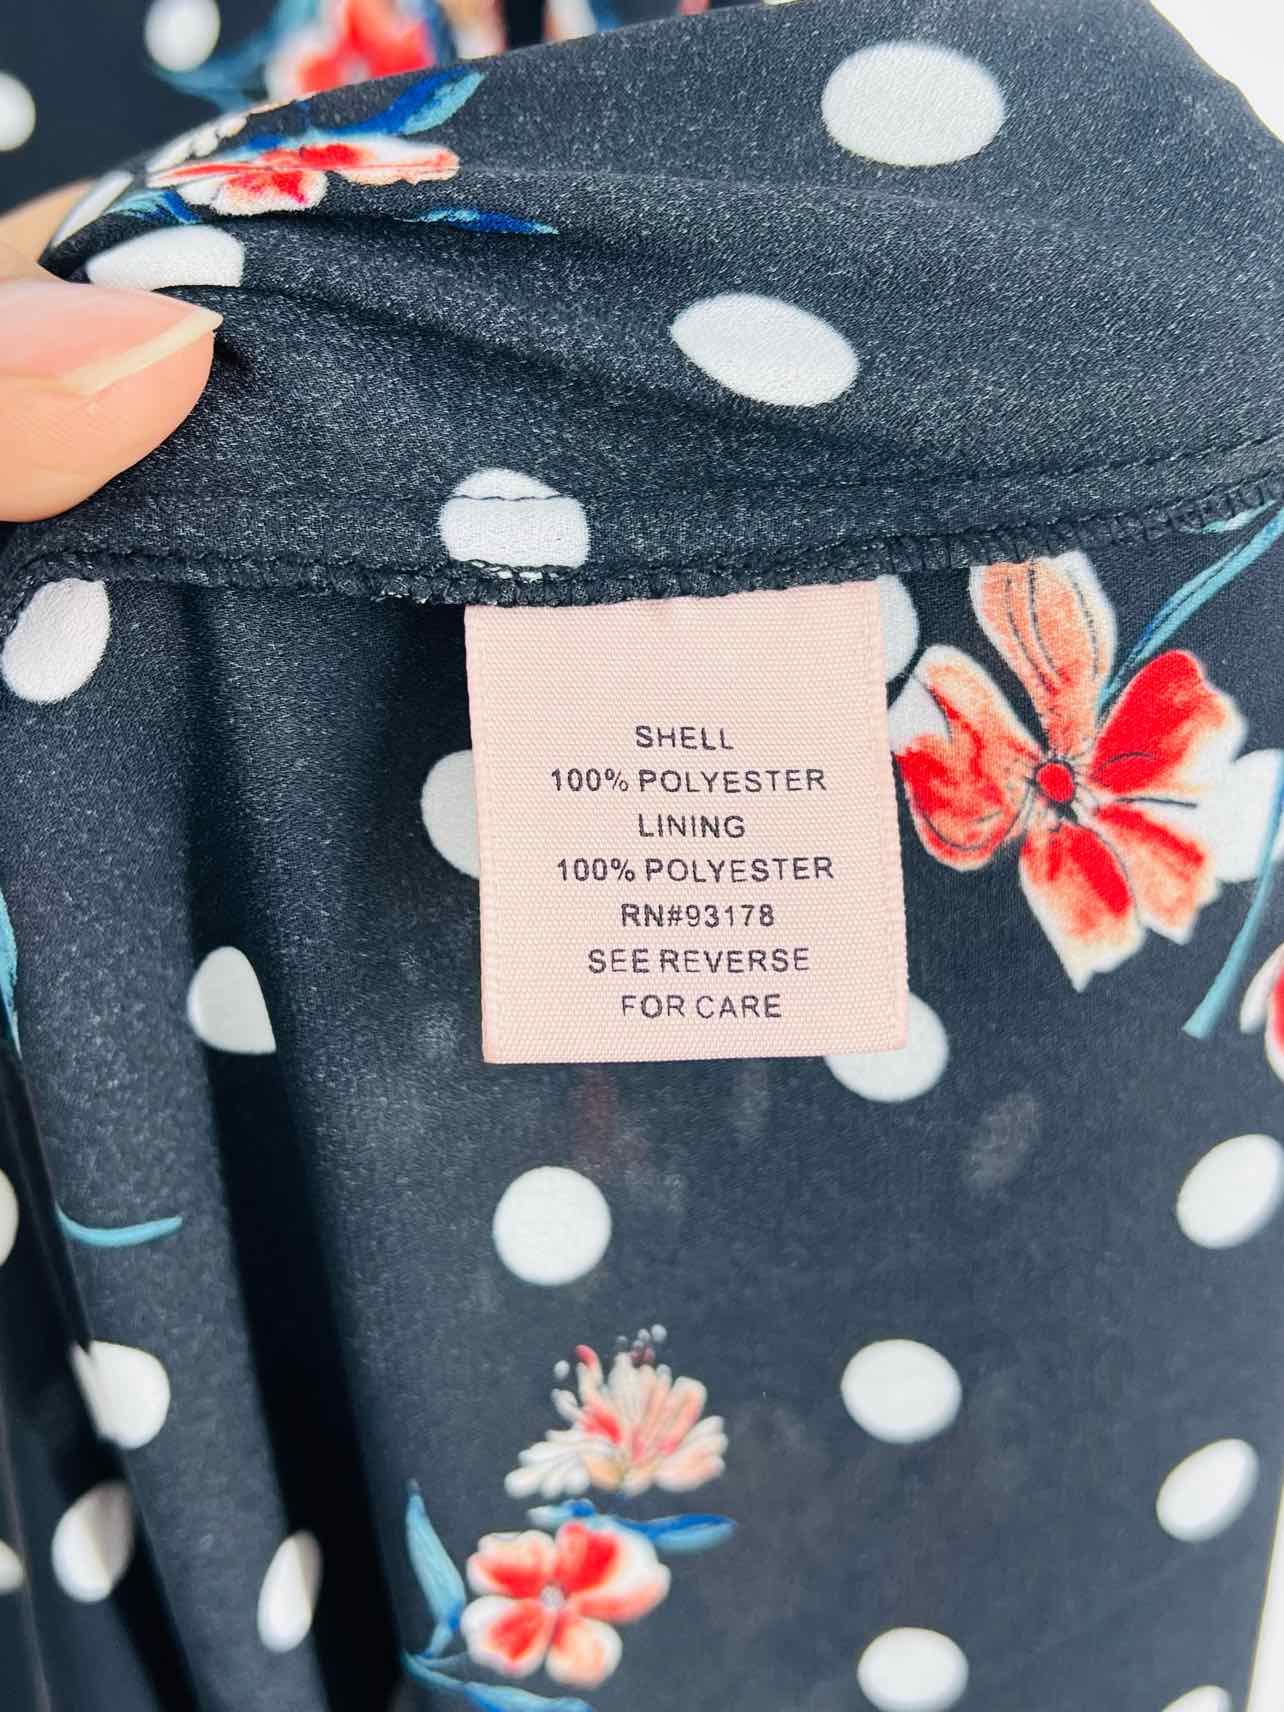 SHELL
100% POLYESTER
LINING
100% POLYESTER
RN#93178
SEE REVERSE
FOR CARE